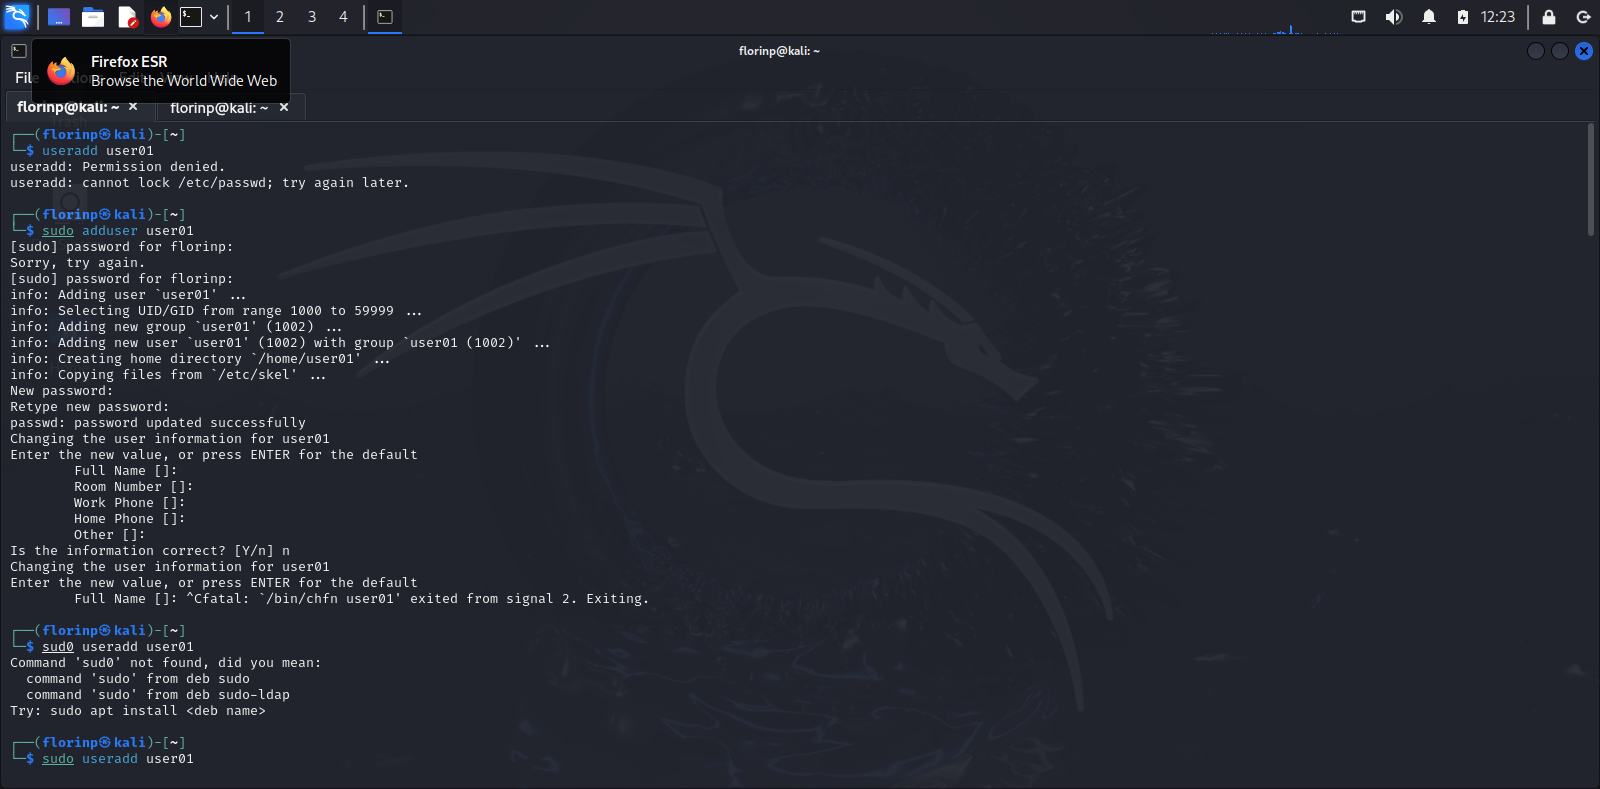 1 2 3 4 12:23
florinp@kali: ~
Firefox ESR
Browse the World Wide Web
File
florinp@kali: ~ × florinp@kali: ~ ×
┌──(florinp㉿kali)-[~]
└─$ useradd user01
useradd: Permission denied.
useradd: cannot lock /etc/passwd; try again later.
┌──(florinp㉿kali)-[~]
└─$ sudo adduser user01
[sudo] password for florinp:
Sorry, try again.
[sudo] password for florinp:
info: Adding user `user01' ...
info: Selecting UID/GID from range 1000 to 59999 ...
info: Adding new group `user01' (1002) ...
info: Adding new user `user01' (1002) with group `user01 (1002)' ...
info: Creating home directory `/home/user01' ...
info: Copying files from `/etc/skel' ...
New password:
Retype new password:
passwd: password updated successfully
Changing the user information for user01
Enter the new value, or press ENTER for the default
Full Name []:
Room Number []:
Work Phone []:
Home Phone []:
Other []:
Is the information correct? [Y/n] n
Changing the user information for user01
Enter the new value, or press ENTER for the default
Full Name []: ^Cfatal: `/bin/chfn user01' exited from signal 2. Exiting.
┌──(florinp㉿kali)-[~]
└─$ sud0 useradd user01
Command 'sud0' not found, did you mean:
command 'sudo' from deb sudo
command 'sudo' from deb sudo-ldap
Try: sudo apt install <deb name>
┌──(florinp㉿kali)-[~]
└─$ sudo useradd user01